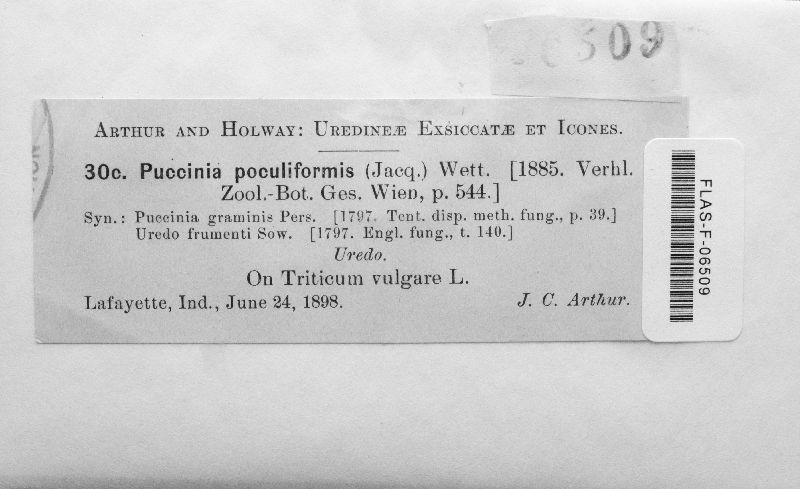 6509
ARTHUR AND HOLWAY: UREDINEÆ EXSICCATÆ ET ICONES.
30c. Puccinia poculiformis (Jacq.) Wett. [1885. Verhl.
Zool.-Bot. Ges. Wien, p. 544.]
Syn.: Puccinia graminis Pers. [1797. Tent. disp. meth. fung., p. 39.]
Uredo frumenti Sow. [1797. Engl. fung., t. 140.]
Uredo.
On Triticum vulgare L.
Lafayette, Ind., June 24, 1898. J. C. Arthur.
FLAS-F-06509